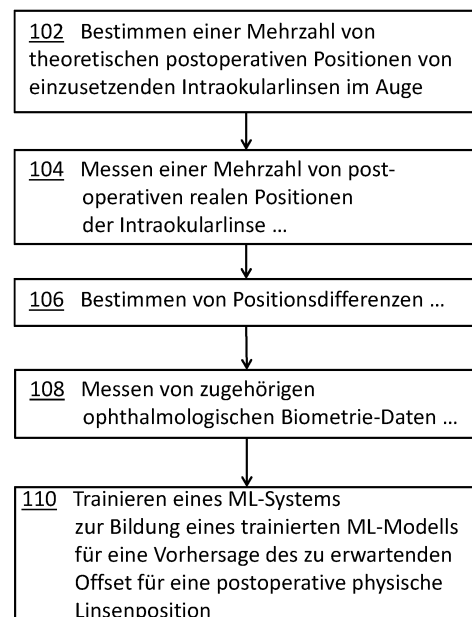 102 Bestimmen einer Mehrzahl von
theoretischen postoperativen Positionen von
einzusetzenden Intraokularlinsen im Auge
104 Messen einer Mehrzahl von post-
operativen realen Positionen
der Intraokularlinse ...
106 Bestimmen von Positionsdifferenzen ...
108 Messen von zugehörigen
ophthalmologischen Biometrie-Daten ...
110 Trainieren eines ML-Systems
zur Bildung eines trainierten ML-Modells
für eine Vorhersage des zu erwartenden
Offset für eine postoperative physische
Linsenposition